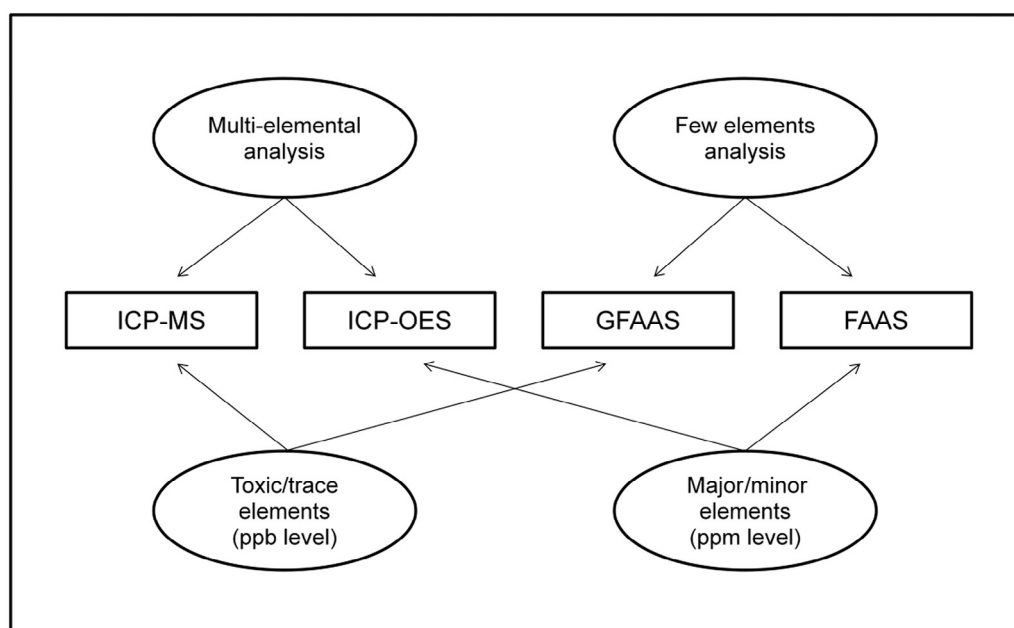 Multi-elemental
analysis
Few elements
analysis
ICP-MS
ICP-OES
GFAAS
FAAS
Toxic/trace
elements
(ppb level)
Major/minor
elements
(ppm level)